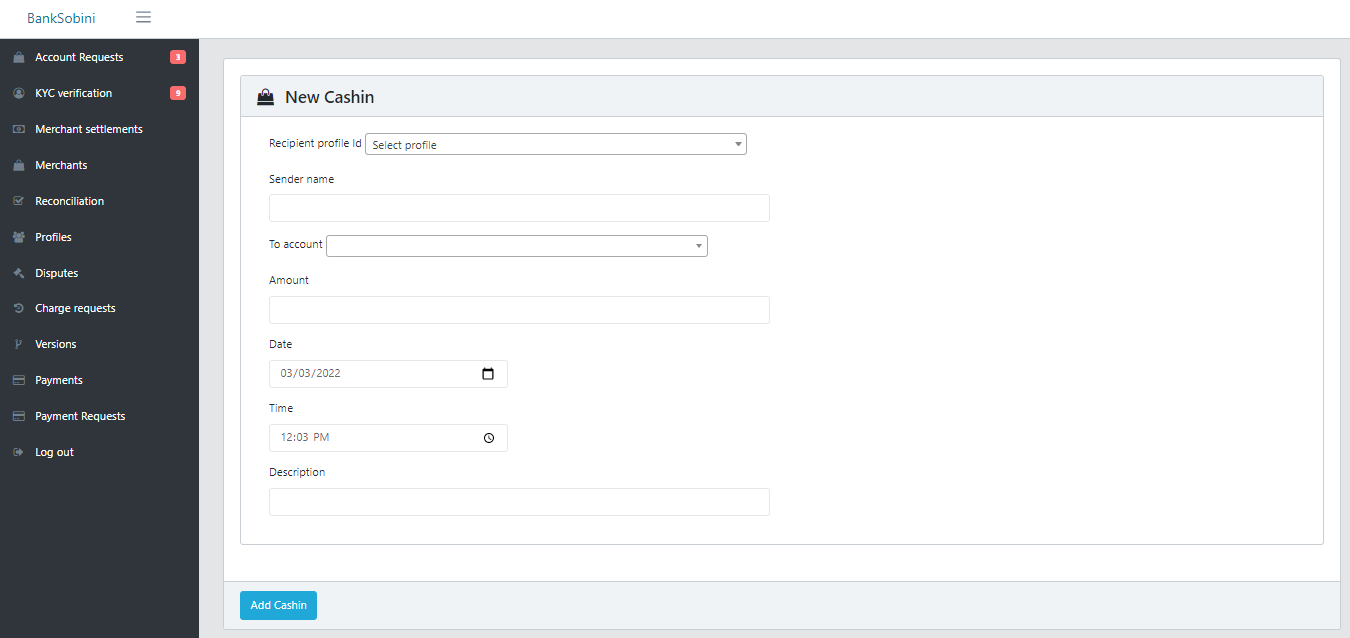 BankSobini
Account Requests 3
KYC verification 9
Merchant settlements
Merchants
Reconciliation
Profiles
Disputes
Charge requests
Versions
Payments
Payment Requests
Log out
New Cashin
Recipient profile Id Select profile
Sender name
To account
Amount
Date
03/03/2022
Time
12:03 PM
Description
Add Cashin